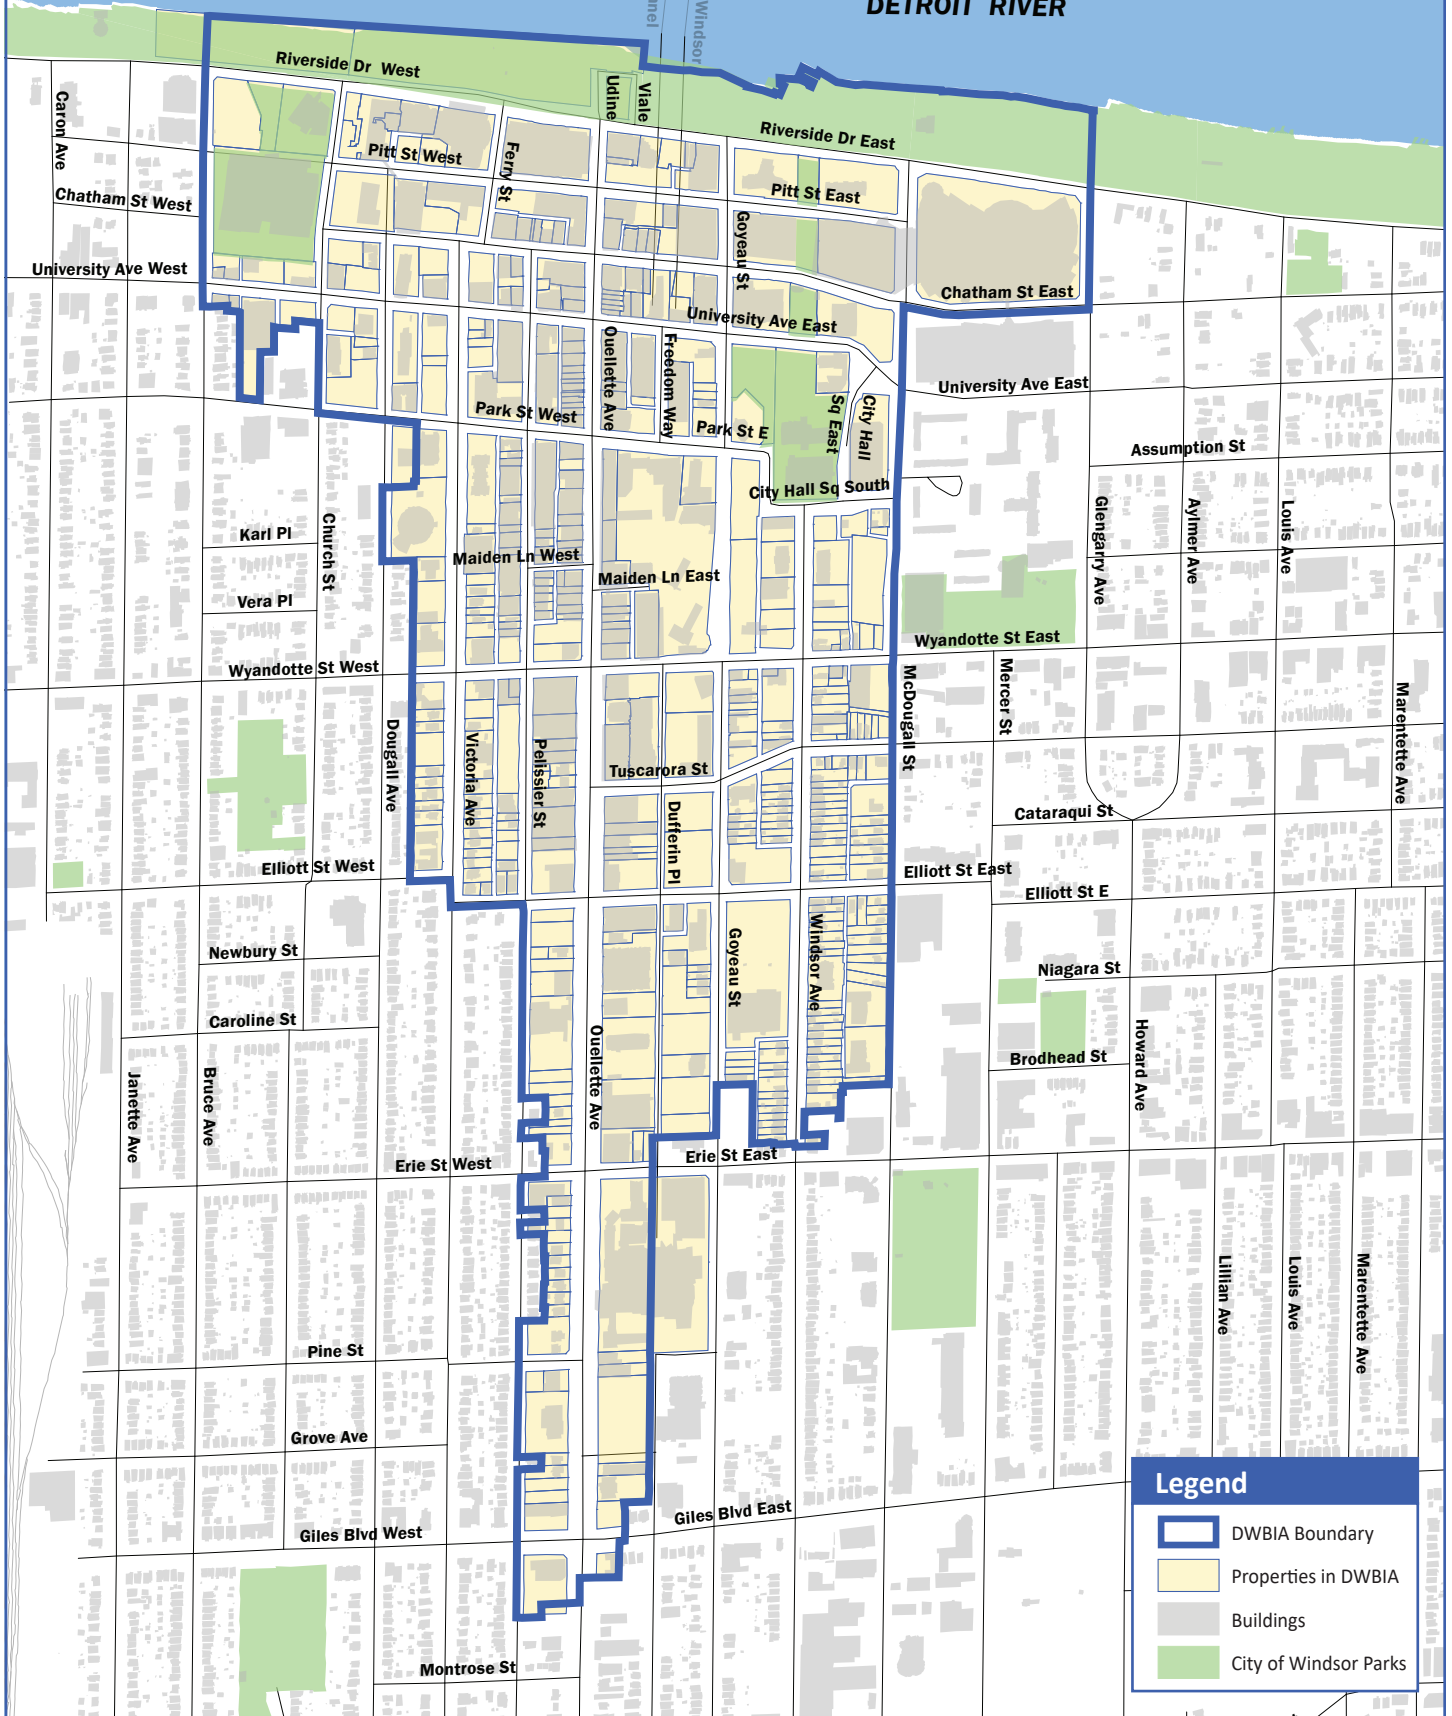 DETROIT RIVER
Windsor
Riverside Dr West
Viale
Udine
Caron Ave
Riverside Dr East
Pitt St West
Ferry St
Pitt St East
Chatham St West
Goyeau St
University Ave West
Chatham St East
University Ave East
Ouellette Ave
Freedom Way
University Ave East
Park St West
Park St E
City Hall
Sq East
Assumption St
City Hall Sq South
Karl Pl
Church St
Glengarry Ave
Aylmer Ave
Louis Ave
Maiden Ln West
Maiden Ln East
Vera Pl
Wyandotte St East
Wyandotte St West
McDougall St
Mercer St
Marentette Ave
Dougall Ave
Victoria Ave
Pelissier St
Tuscarora St
Dufferin Pl
Cataraqui St
Elliott St West
Elliott St East
Elliott St E
Newbury St
Goyeau St
Windsor Ave
Niagara St
Caroline St
Ouellette Ave
Howard Ave
Brodhead St
Janette Ave
Bruce Ave
Erie St West
Erie St East
Lillian Ave
Louis Ave
Marentette Ave
Pine St
Grove Ave
Giles Blvd East
Giles Blvd West
Montrose St
Legend
DWBIA Boundary
Properties in DWBIA
Buildings
City of Windsor Parks